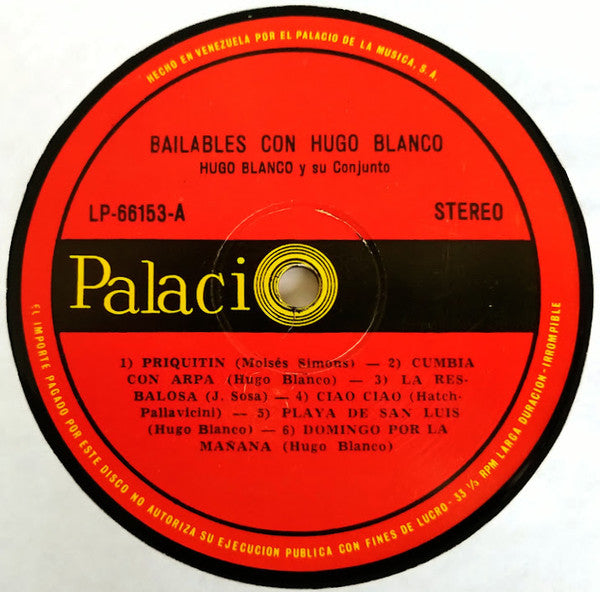 HECHO EN VENEZUELA POR EL PALACIO DE LA MUSICA, S.A.
BAILABLES CON HUGO BLANCO
HUGO BLANCO y su Conjunto
LP-66153-A
STEREO
Palacio
1) PRIQUITIN (Moisés Simons) — 2) CUMBIA
CON ARPA (Hugo Blanco) — 3) LA RES-
BALOSA (J. Sosa) — 4) CIAO CIAO (Hatch-
Pallavicini) — 5) PLAYA DE SAN LUIS
(Hugo Blanco) — 6) DOMINGO POR LA
MAÑANA (Hugo Blanco)
EL IMPORTE PAGADO POR ESTE DISCO NO AUTORIZA SU EJECUCION PUBLICA CON FINES DE LUCRO - 33 ⅓ RPM LARGA DURACION - IRROMPIBLE